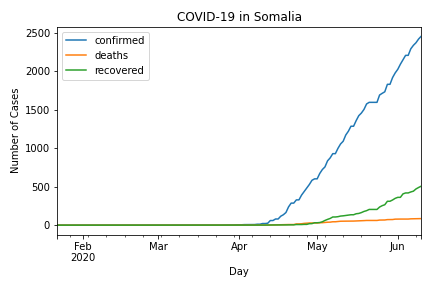 COVID-19 in Somalia
confirmed
deaths
recovered
Number of Cases
2500
2000
1500
1000
500
0
Feb Mar Apr May Jun
2020
Day